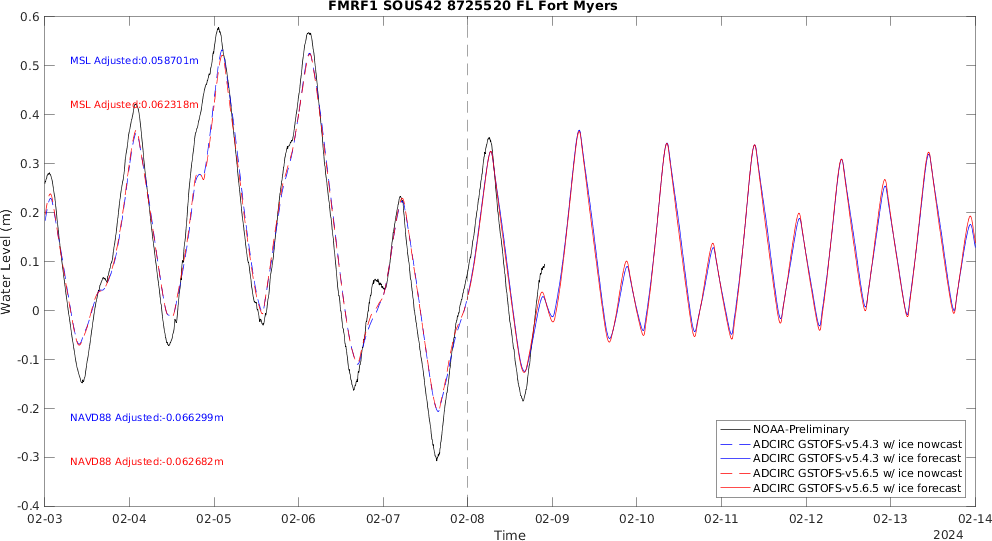 FMRF1 SOUS42 8725520 FL Fort Myers
0.6
0.5
0.4
0.3
0.2
0.1
0
-0.1
-0.2
-0.3
-0.4
Water Level (m)
MSL Adjusted:0.058701m
MSL Adjusted:0.062318m
NAVD88 Adjusted:-0.066299m
NAVD88 Adjusted:-0.062682m
NOAA-Preliminary
ADCIRC GSTOFS-v5.4.3 w/ ice nowcast
ADCIRC GSTOFS-v5.4.3 w/ ice forecast
ADCIRC GSTOFS-v5.6.5 w/ ice nowcast
ADCIRC GSTOFS-v5.6.5 w/ ice forecast
02-03 02-04 02-05 02-06 02-07 02-08 02-09 02-10 02-11 02-12 02-13 02-14
Time
2024